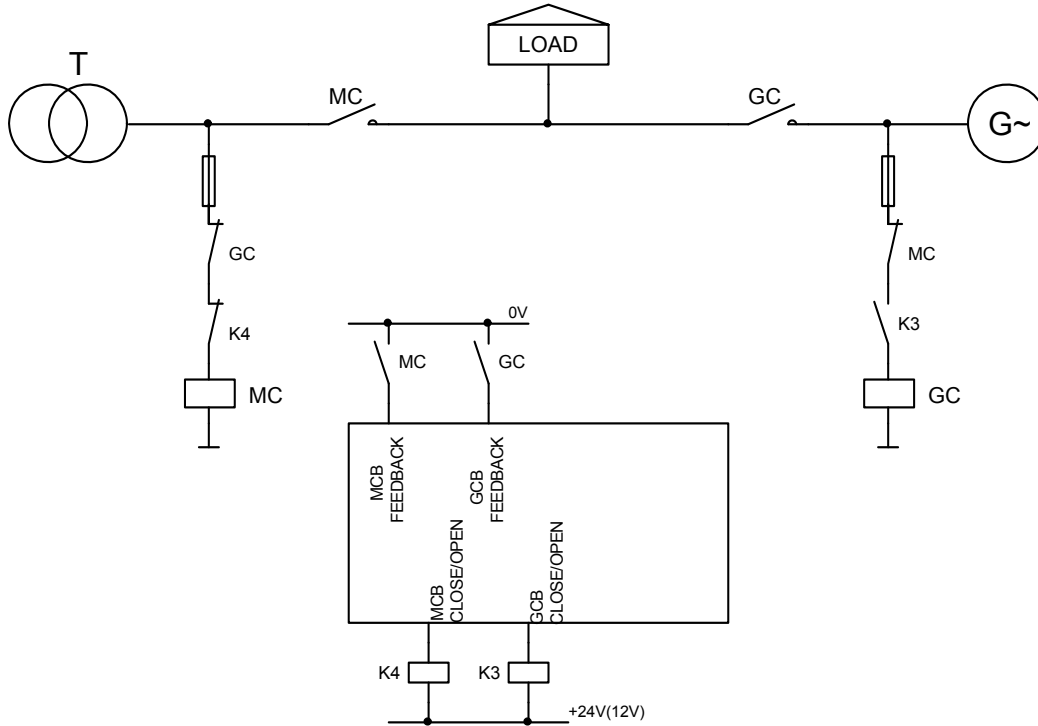 LOAD
T
MC
GC
G~
GC
MC
K4
K3
0V
MC
GC
MC
GC
MCB
FEEDBACK
GCB
FEEDBACK
MCB
CLOSE/OPEN
GCB
CLOSE/OPEN
K4
K3
+24V(12V)